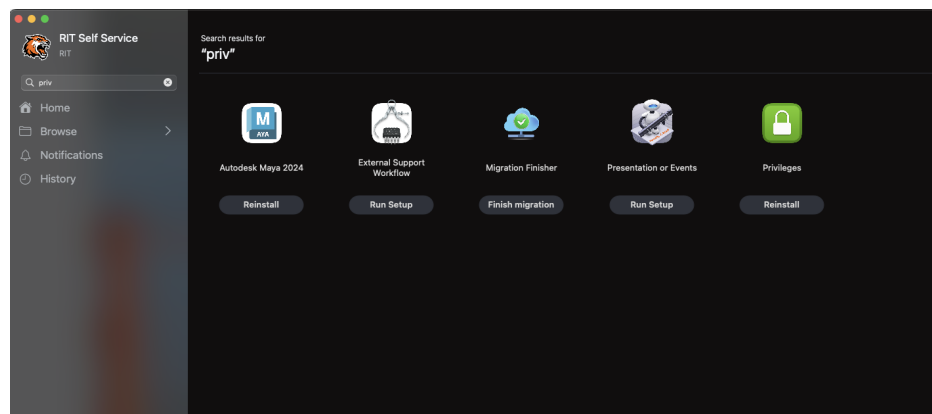 RIT Self Service
RIT
priv
Home
Browse
Notifications
History
Search results for
“priv”
M
AYA
Autodesk Maya 2024
Reinstall
External Support
Workflow
Run Setup
Migration Finisher
Finish migration
Presentation or Events
Run Setup
Privileges
Reinstall